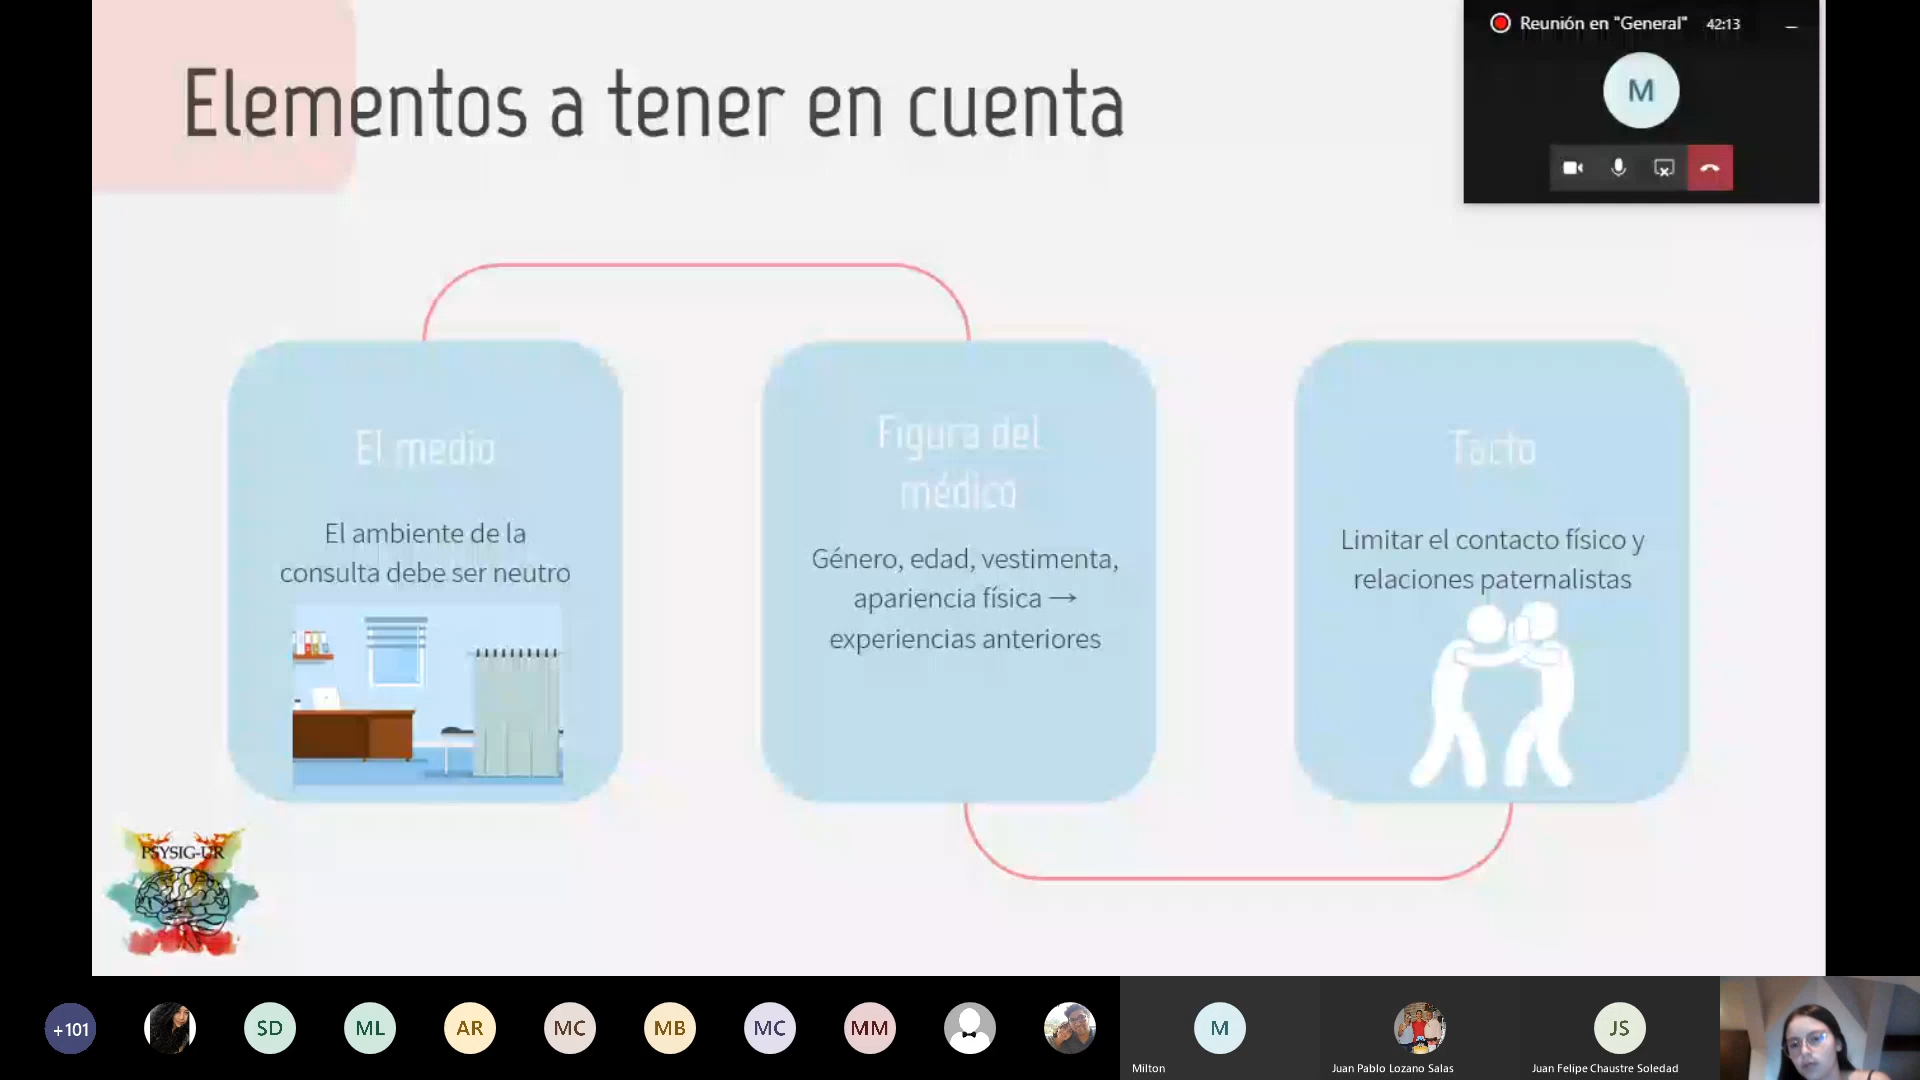 Elementos a tener en cuenta
Reunión en "General" 42:13
M
El medio
El ambiente de la
consulta debe ser neutro
Figura del
médico
Género, edad, vestimenta,
apariencia física →
experiencias anteriores
Tacto
Limitar el contacto físico y
relaciones paternalistas
PSYSIG-UR
+101
SD
ML
AR
MC
MB
MC
MM
M
JS
Milton
Juan Pablo Lozano Salas
Juan Felipe Chaustre Soledad